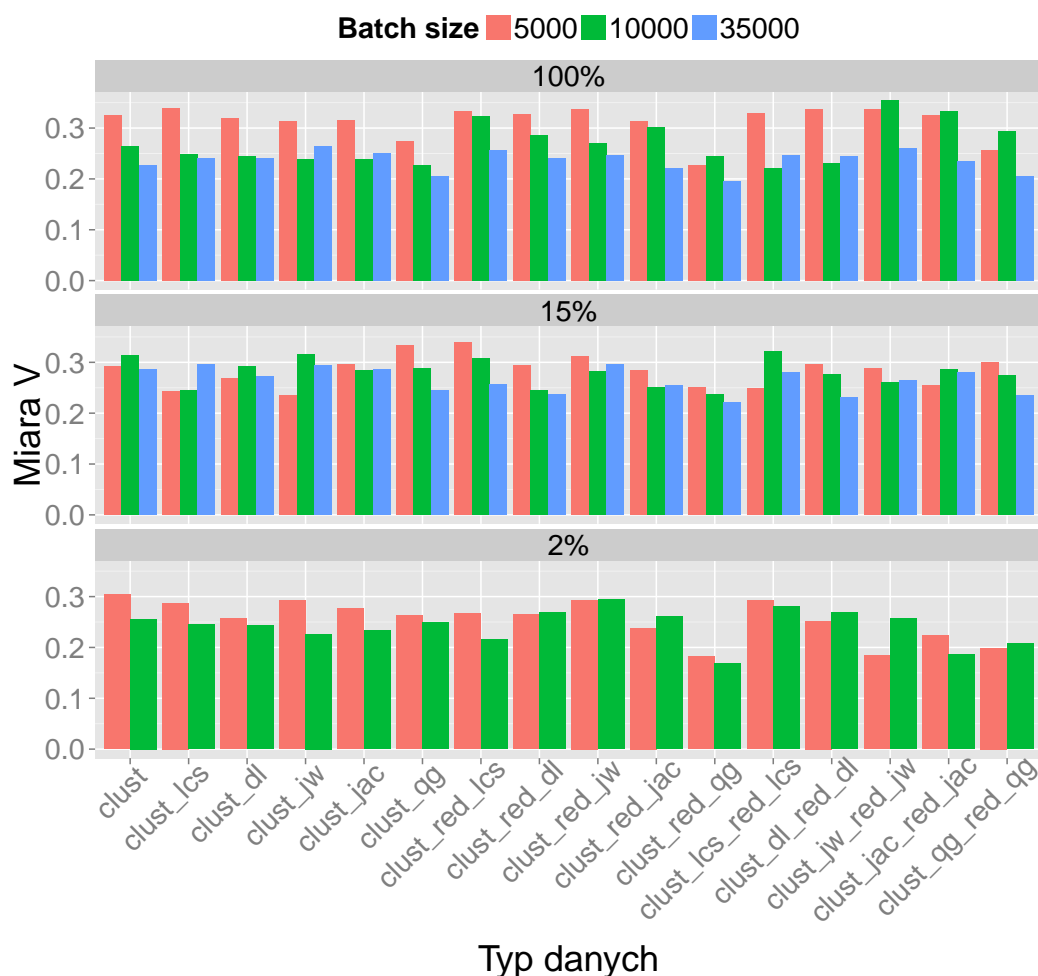 Batch size 5000 10000 35000
100%
0.3
0.2
0.1
0.0
15%
0.3
0.2
0.1
0.0
2%
0.3
0.2
0.1
0.0
Miara V
clust
clust_lcs
clust_dl
clust_jw
clust_jac
clust_qg
clust_red_lcs
clust_red_dl
clust_red_jw
clust_red_jac
clust_red_qg
clust_lcs_red_lcs
clust_dl_red_dl
clust_jw_red_jw
clust_jac_red_jac
clust_qg_red_qg
Typ danych